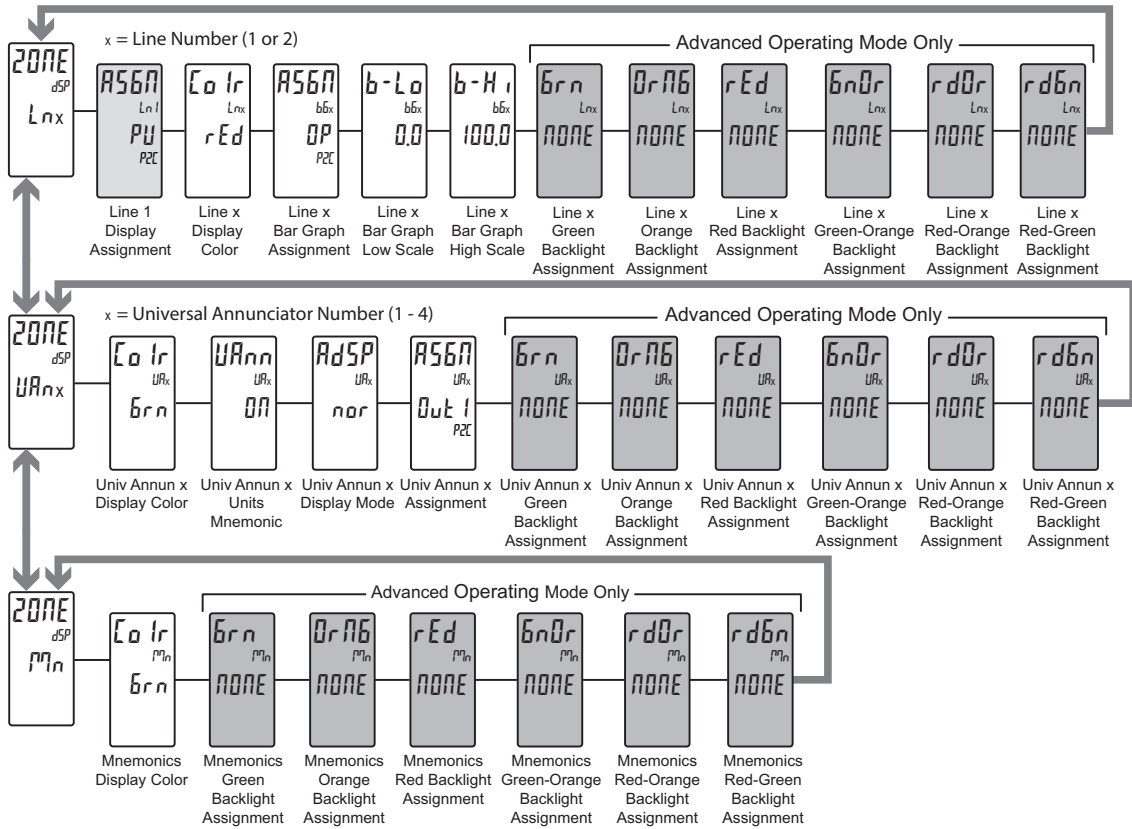 x = Line Number (1 or 2)
Advanced Operating Mode Only
ZONE
dSP
Lnx
ASGN
Ln1
PV
P2C
Line 1
Display
Assignment
Colr
Lnx
rEd
Line x
Display
Color
ASGN
bGx
OP
P2C
Line x
Bar Graph
Assignment
b-Lo
bGx
0.0
Line x
Bar Graph
Low Scale
b-Hi
bGx
100.0
Line x
Bar Graph
High Scale
Grn
Lnx
NONE
Line x
Green
Backlight
Assignment
OrNG
Lnx
NONE
Line x
Orange
Backlight
Assignment
rEd
Lnx
NONE
Line x
Red Backlight
Assignment
GnOr
Lnx
NONE
Line x
Green-Orange
Backlight
Assignment
rdOr
Lnx
NONE
Line x
Red-Orange
Backlight
Assignment
rdGn
Lnx
NONE
Line x
Red-Green
Backlight
Assignment
x = Universal Annunciator Number (1 - 4)
Advanced Operating Mode Only
ZONE
dSP
UAnx
Colr
UAx
Grn
Univ Annun x
Display Color
UAnn
UAx
ON
Univ Annun x
Units
Mnemonic
AdSP
UAx
nor
Univ Annun x
Display Mode
ASGN
UAx
Out1
P2C
Univ Annun x
Assignment
Grn
UAx
NONE
Univ Annun x
Green
Backlight
Assignment
OrNG
UAx
NONE
Univ Annun x
Orange
Backlight
Assignment
rEd
UAx
NONE
Univ Annun x
Red Backlight
Assignment
GnOr
UAx
NONE
Univ Annun x
Green-Orange
Backlight
Assignment
rdOr
UAx
NONE
Univ Annun x
Red-Orange
Backlight
Assignment
rdGn
UAx
NONE
Univ Annun x
Red-Green
Backlight
Assignment
Advanced Operating Mode Only
ZONE
dSP
Mn
Colr
Mn
Grn
Mnemonics
Display Color
Grn
Mn
NONE
Mnemonics
Green
Backlight
Assignment
OrNG
Mn
NONE
Mnemonics
Orange
Backlight
Assignment
rEd
Mn
NONE
Mnemonics
Red Backlight
Assignment
GnOr
Mn
NONE
Mnemonics
Green-Orange
Backlight
Assignment
rdOr
Mn
NONE
Mnemonics
Red-Orange
Backlight
Assignment
rdGn
Mn
NONE
Mnemonics
Red-Green
Backlight
Assignment